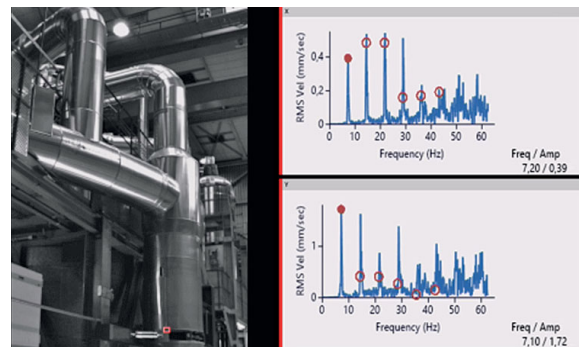 x
RMS Vel (mm/sec)
0,4
0,2
0
0 10 20 30 40 50 60
Frequency (Hz)
Freq / Amp
7,20 / 0,39
y
RMS Vel (mm/sec)
1
0
0 10 20 30 40 50 60
Frequency (Hz)
Freq / Amp
7,10 / 1,72